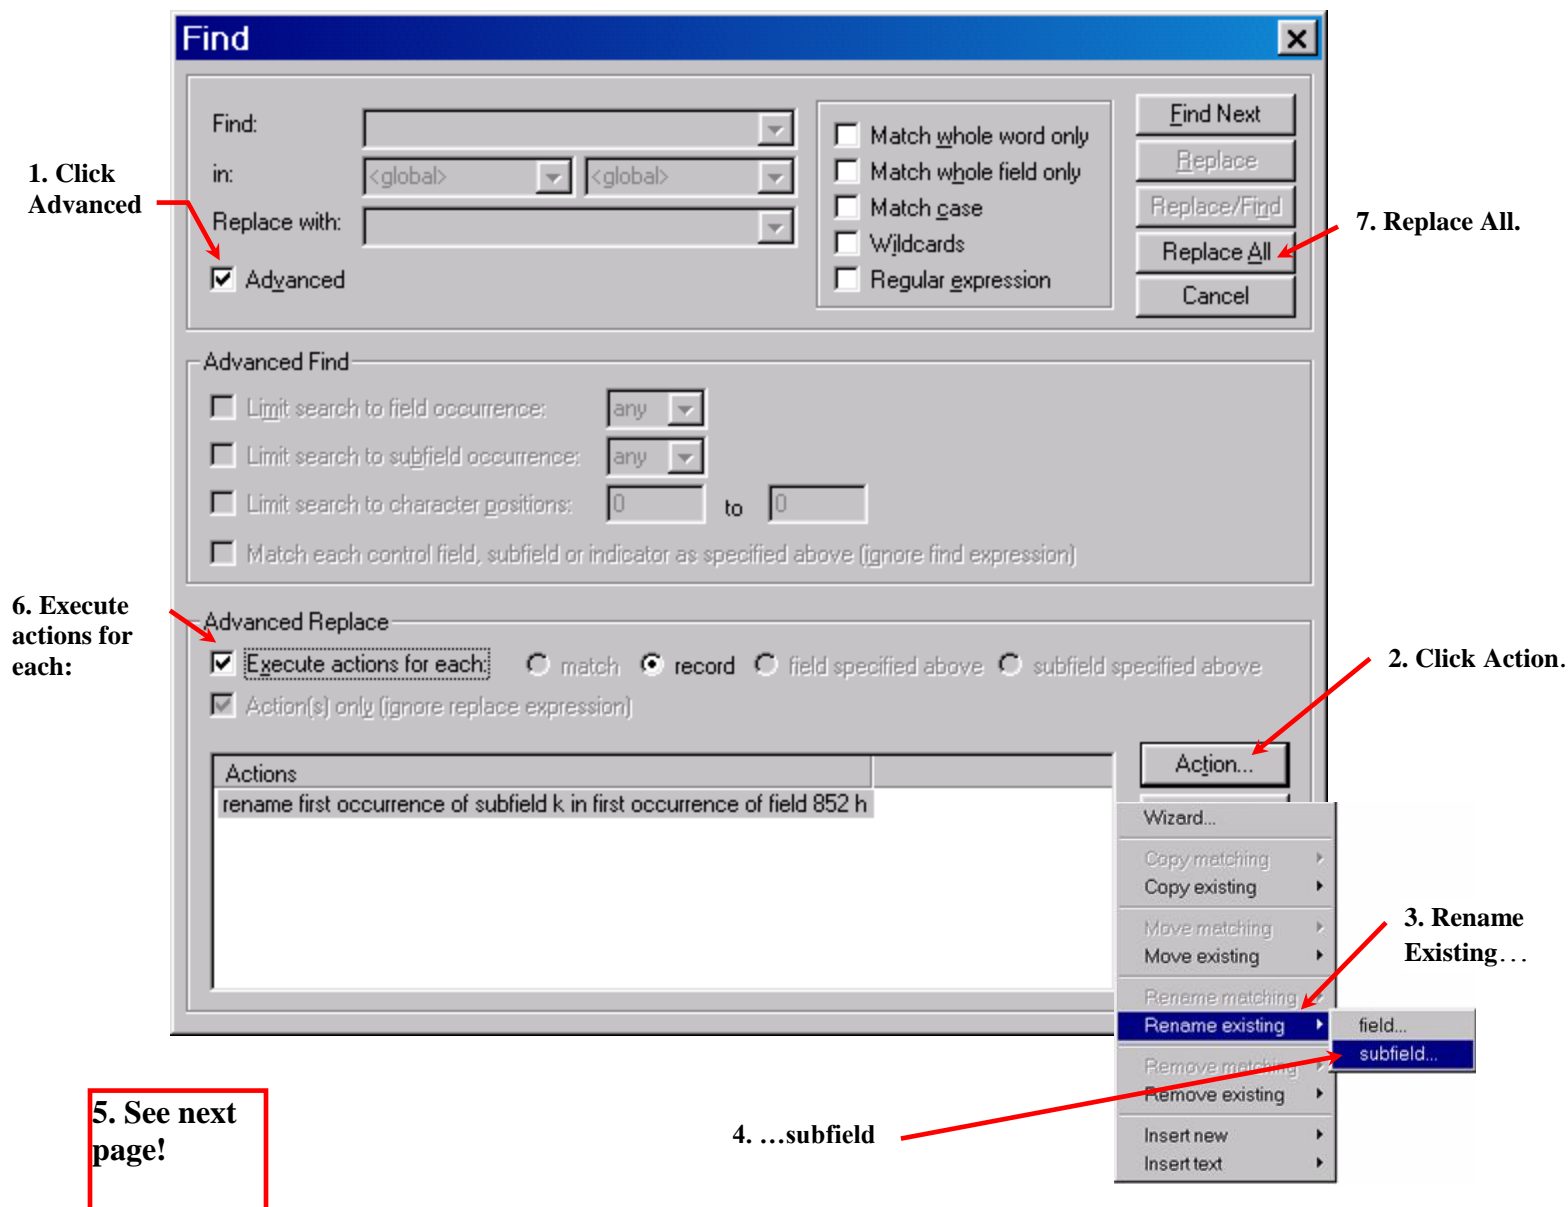 Find
Find:
in:
<global>
<global>
Replace with:
Advanced
Match whole word only
Match whole field only
Match case
Wildcards
Regular expression
Find Next
Replace
Replace/Find
Replace All
Cancel
1. Click
Advanced
7. Replace All.
Advanced Find
Limit search to field occurrence:
any
Limit search to subfield occurrence:
any
Limit search to character positions:
0
to
0
Match each control field, subfield or indicator as specified above (ignore find expression)
6. Execute
actions for
each:
Advanced Replace
Execute actions for each:
match
record
field specified above
subfield specified above
Action(s) only (ignore replace expression)
2. Click Action.
Actions
rename first occurrence of subfield k in first occurrence of field 852 h
Action...
Wizard...
Copy matching
Copy existing
Move matching
Move existing
Rename matching
Rename existing
Remove matching
Remove existing
Insert new
Insert text
field...
subfield...
3. Rename
Existing…
4. …subfield
5. See next
page!